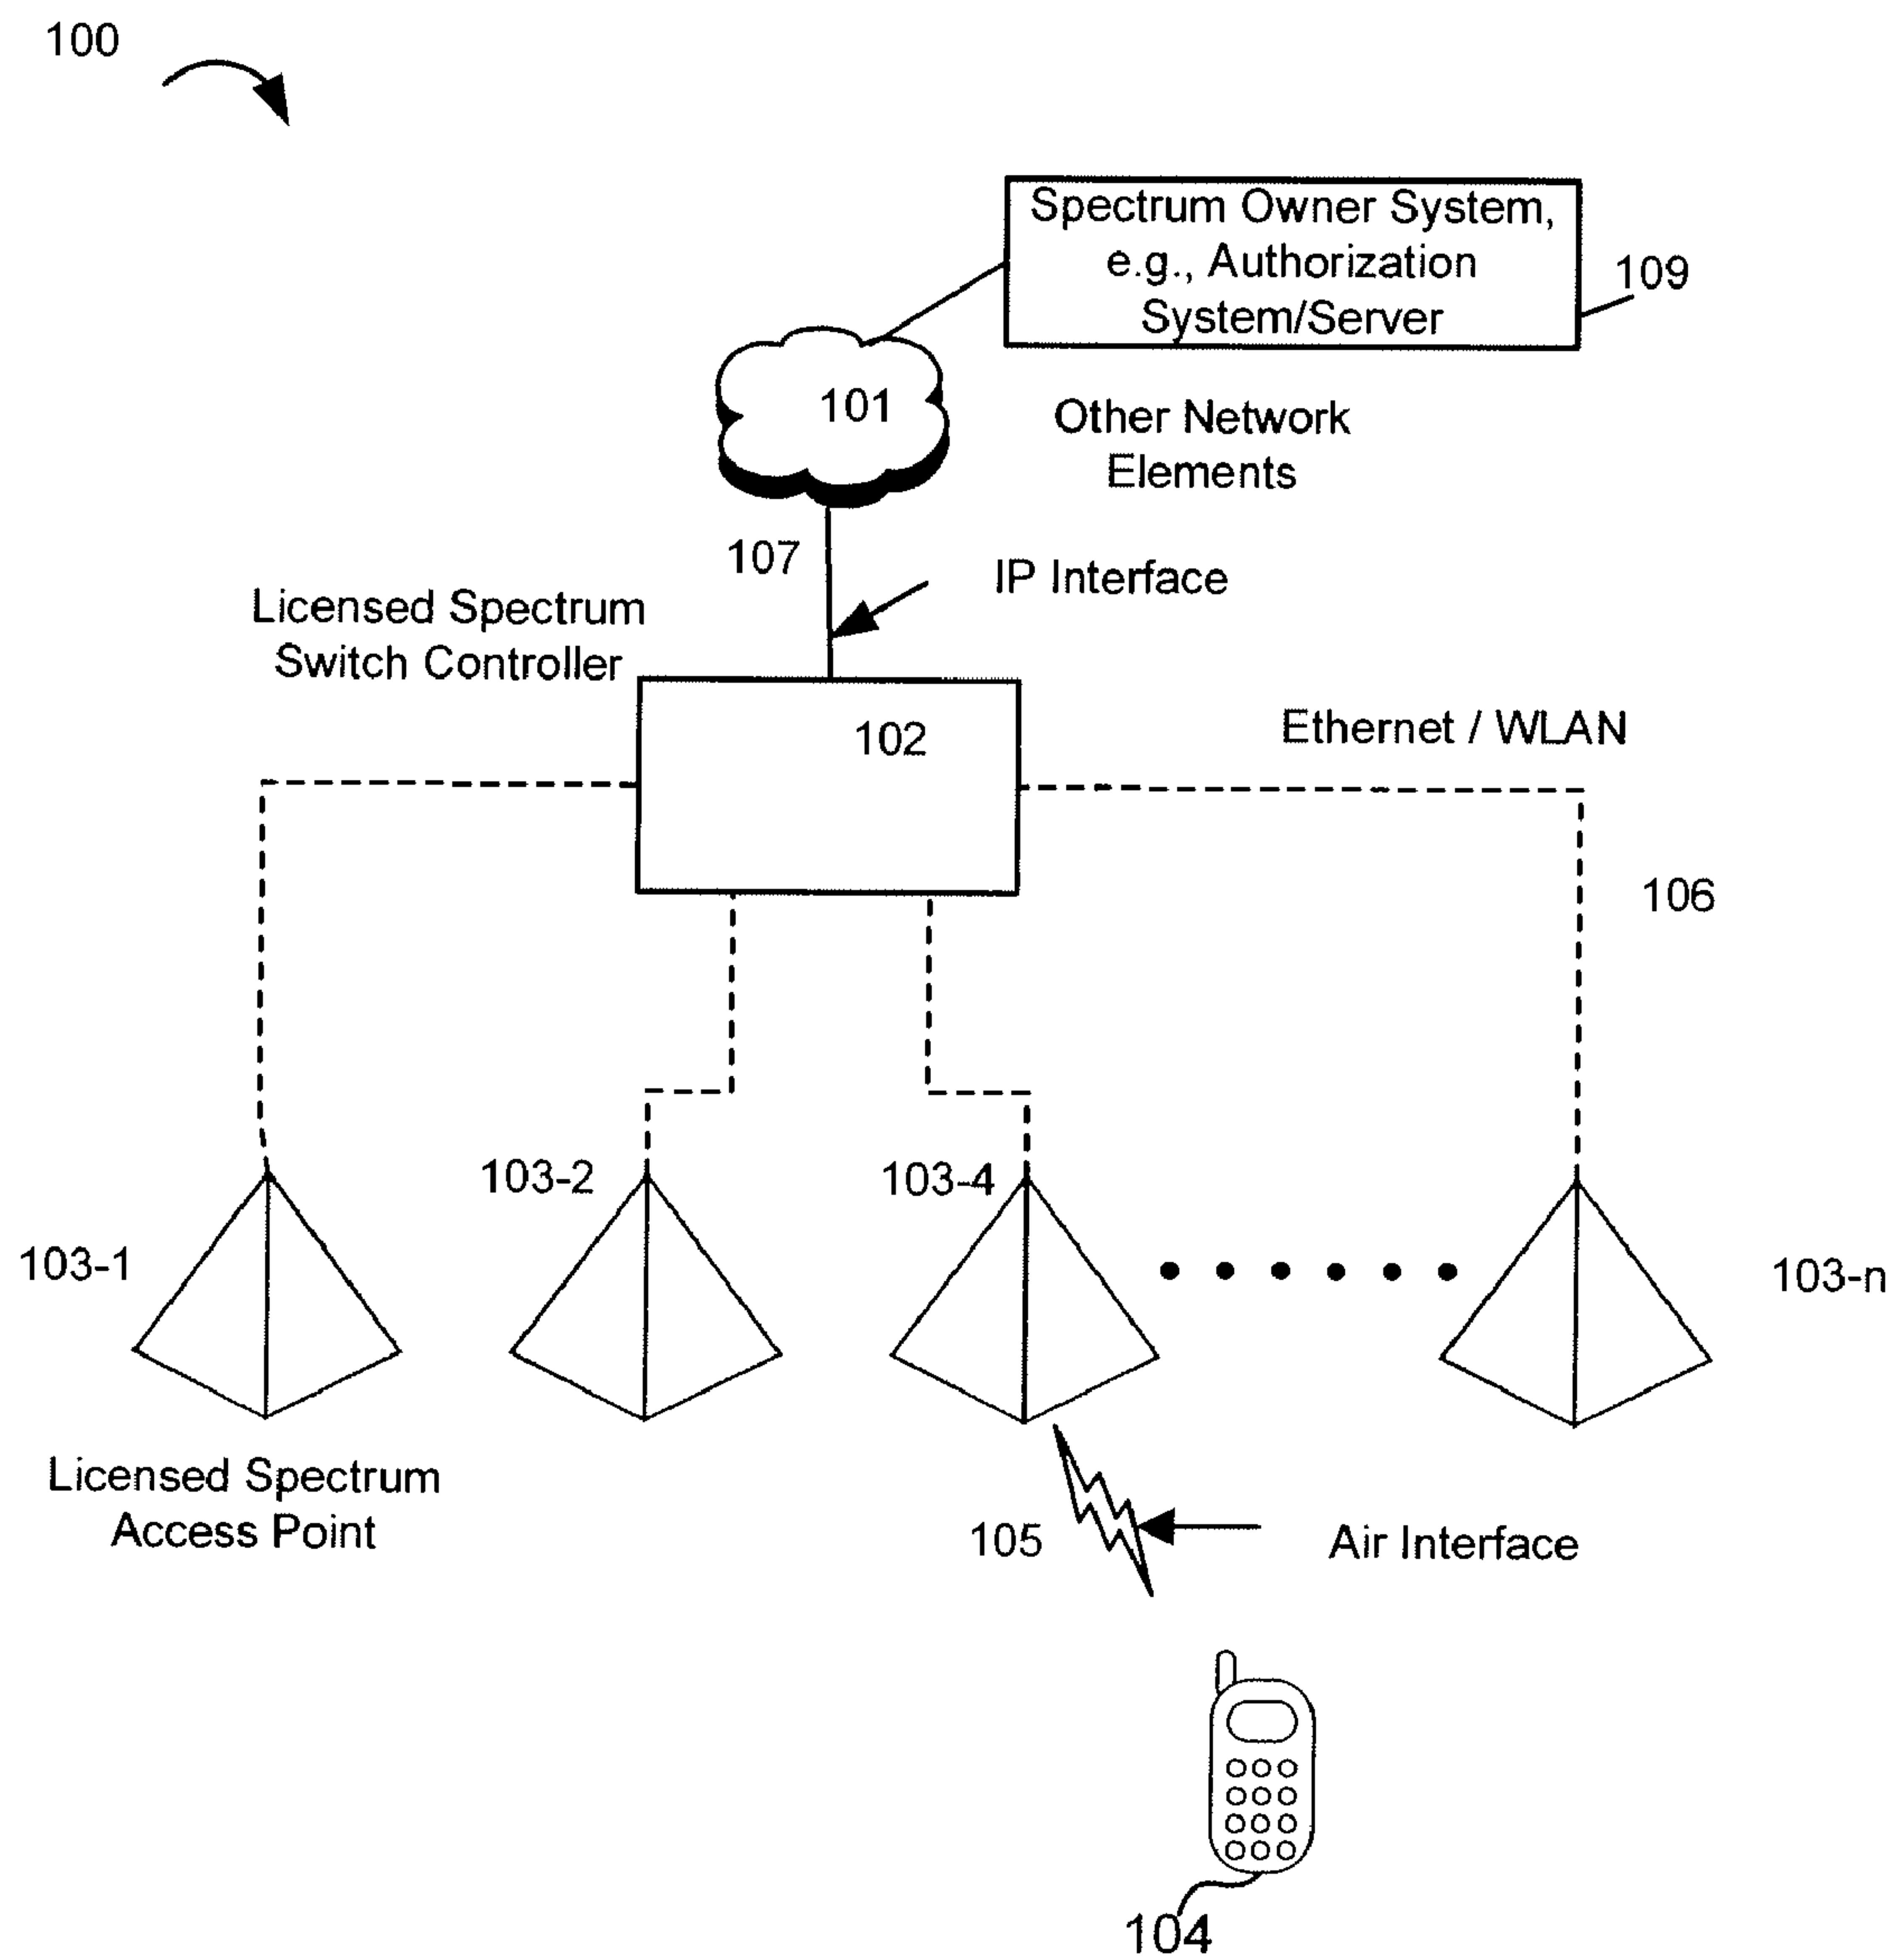 100
Spectrum Owner System,
e.g., Authorization
System/Server
109
101
Other Network
Elements
107
IP Interface
Licensed Spectrum
Switch Controller
102
Ethernet / WLAN
106
103-1
103-2
103-4
103-n
Licensed Spectrum
Access Point
105
Air Interface
104